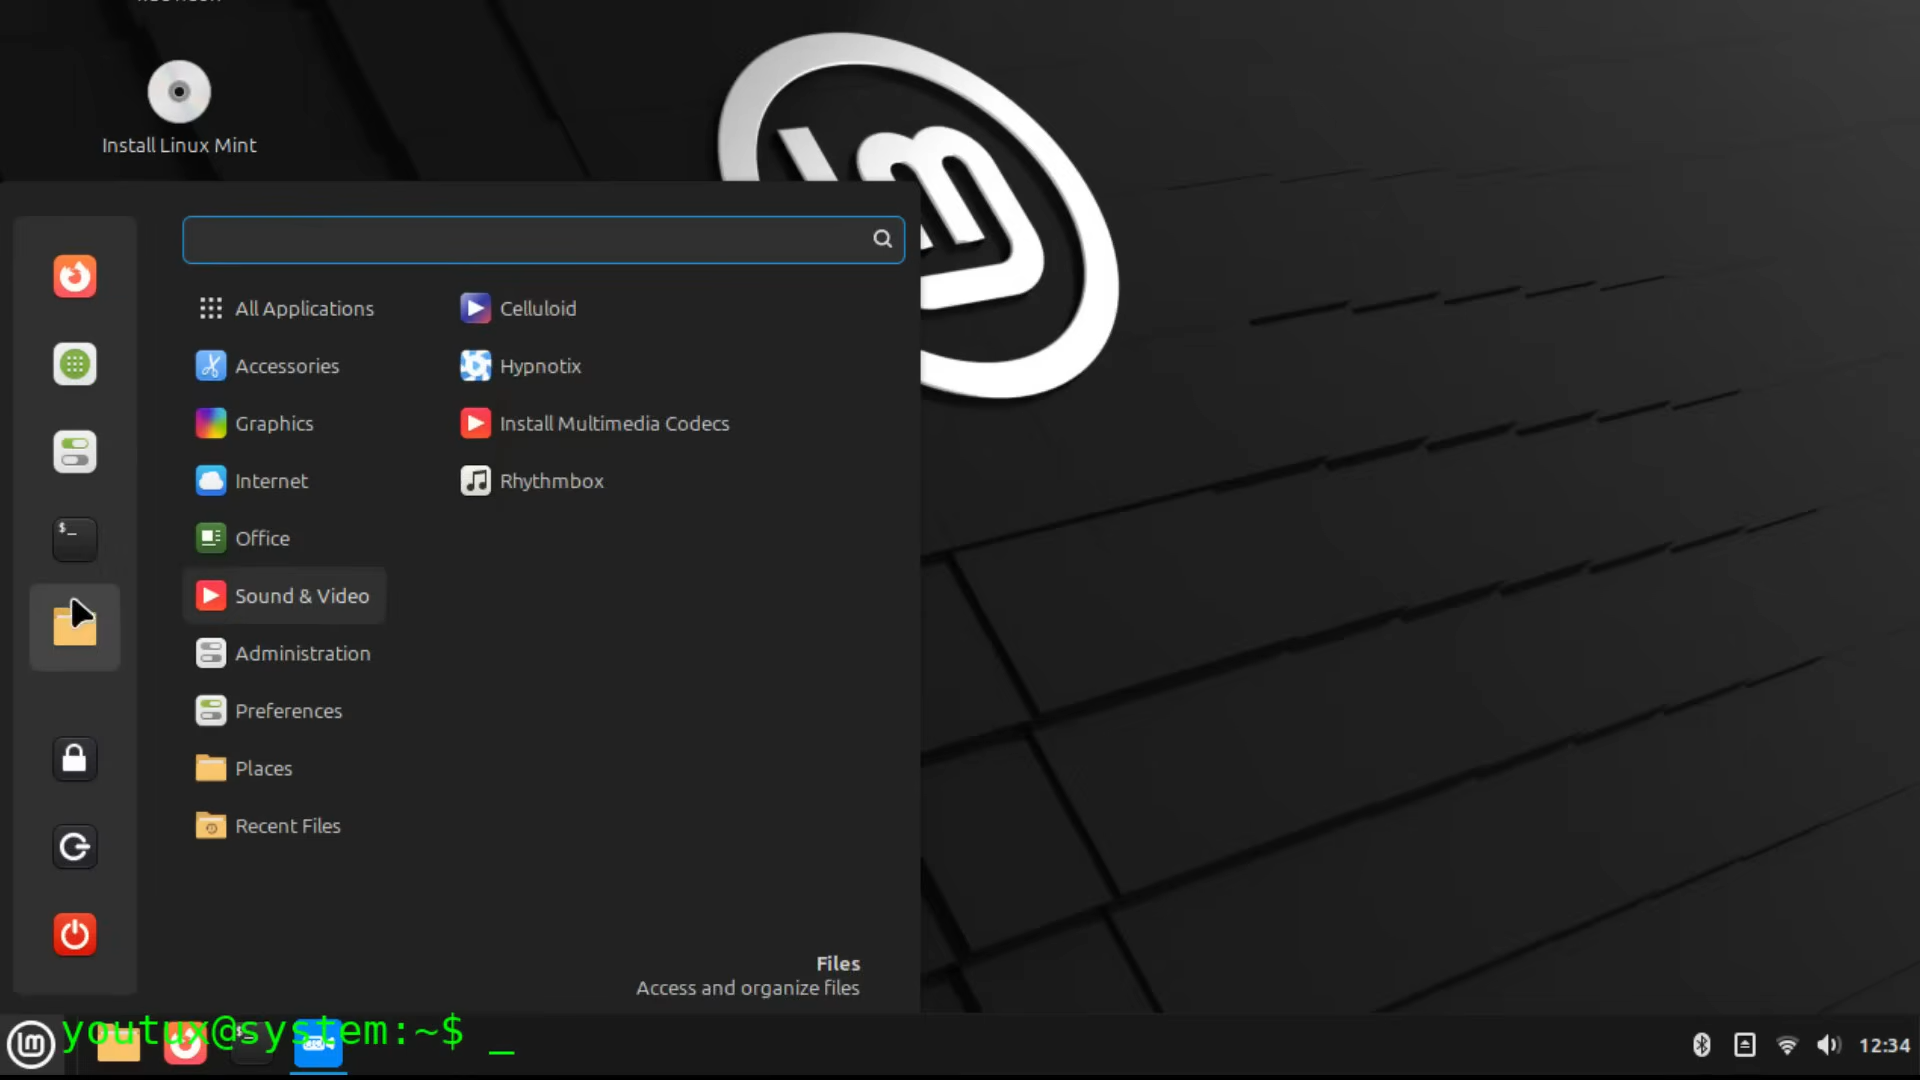 Install Linux Mint
All Applications
Accessories
Graphics
Internet
Office
Sound & Video
Administration
Preferences
Places
Recent Files
Celluloid
Hypnotix
Install Multimedia Codecs
Rhythmbox
$_
Files
Access and organize files
youtux@system:~$ _
12:34